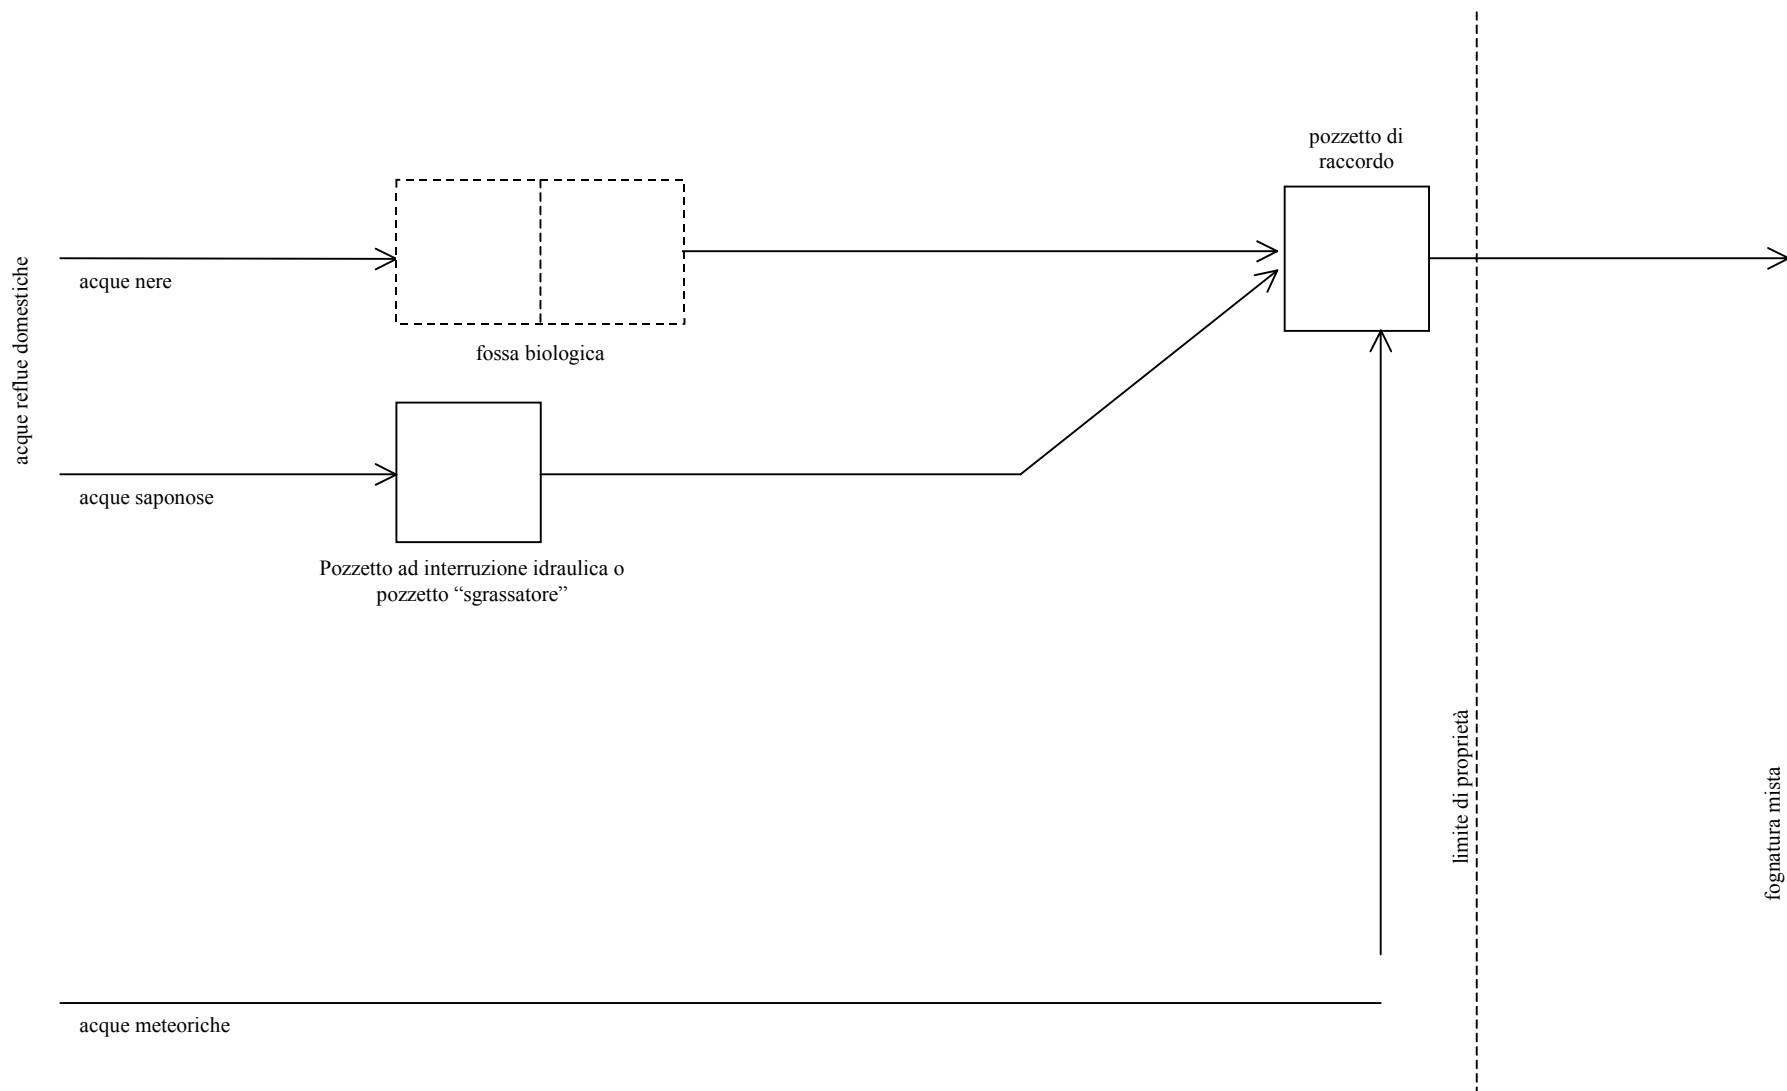 pozzetto di
raccordo
acque reflue domestiche
acque nere
fossa biologica
acque saponose
Pozzetto ad interruzione idraulica o
pozzetto “sgrassatore”
limite di proprietà
fognatura mista
acque meteoriche